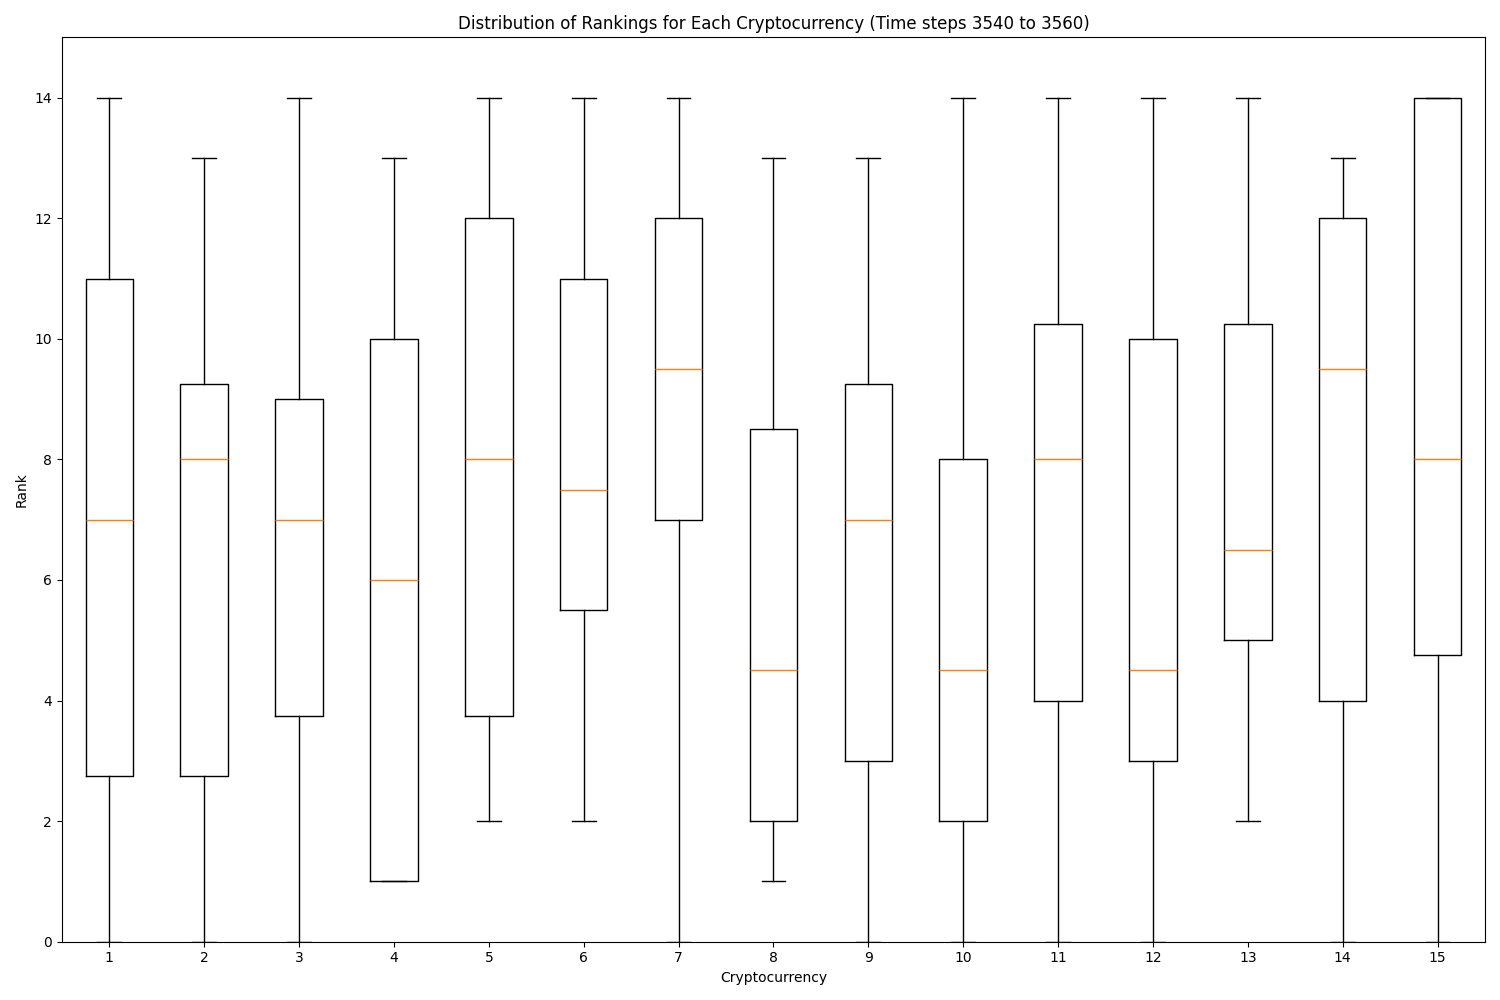 Distribution of Rankings for Each Cryptocurrency (Time steps 3540 to 3560)
14
12
10
8
6
4
2
0
Rank
1 2 3 4 5 6 7 8 9 10 11 12 13 14 15
Cryptocurrency